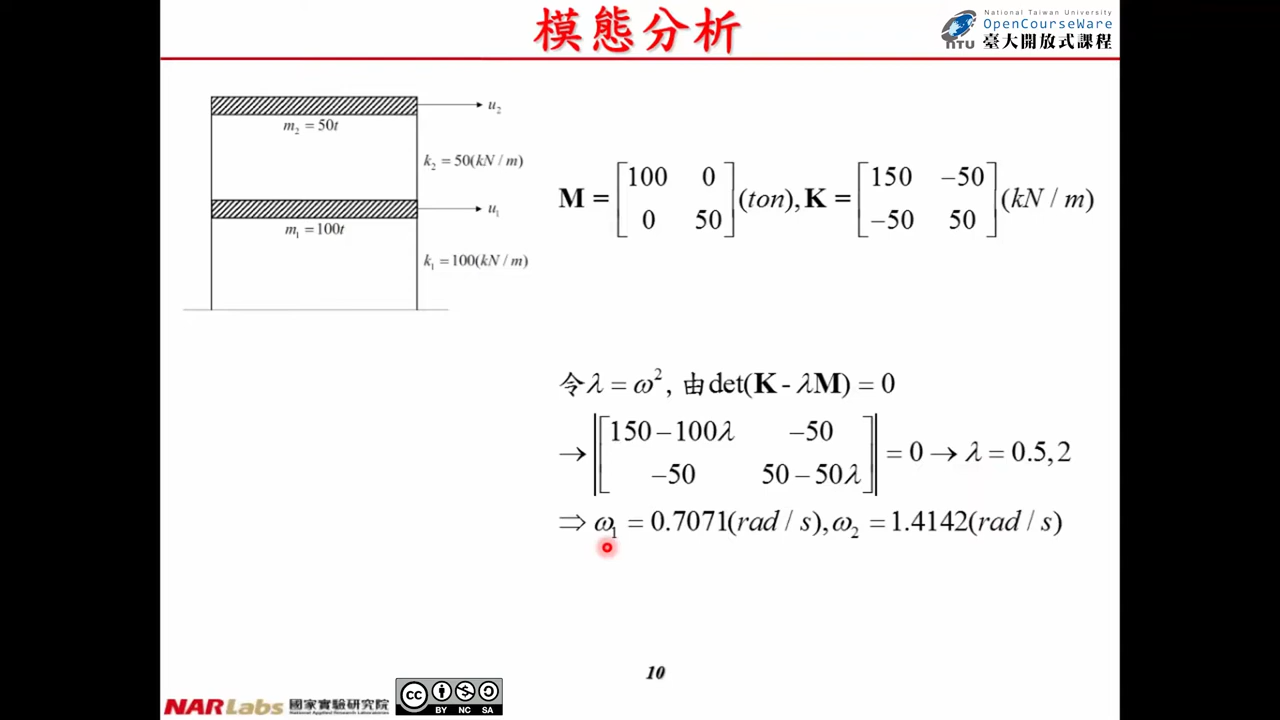 模態分析
National Taiwan University
OpenCourseWare
NTU 臺大開放式課程
u₂
m₂ = 50t
k₂ = 50(kN / m)
u₁
m₁ = 100t
k₁ = 100(kN / m)
M = [100 0; 0 50] (ton), K = [150 −50; −50 50] (kN / m)
令λ = ω², 由det(K - λM) = 0
→ |[150 − 100λ −50; −50 50 − 50λ]| = 0 → λ = 0.5, 2
⇒ ω₁ = 0.7071(rad / s), ω₂ = 1.4142(rad / s)
10
NARLabs 國家實驗研究院
National Applied Research Laboratories
CC BY NC SA